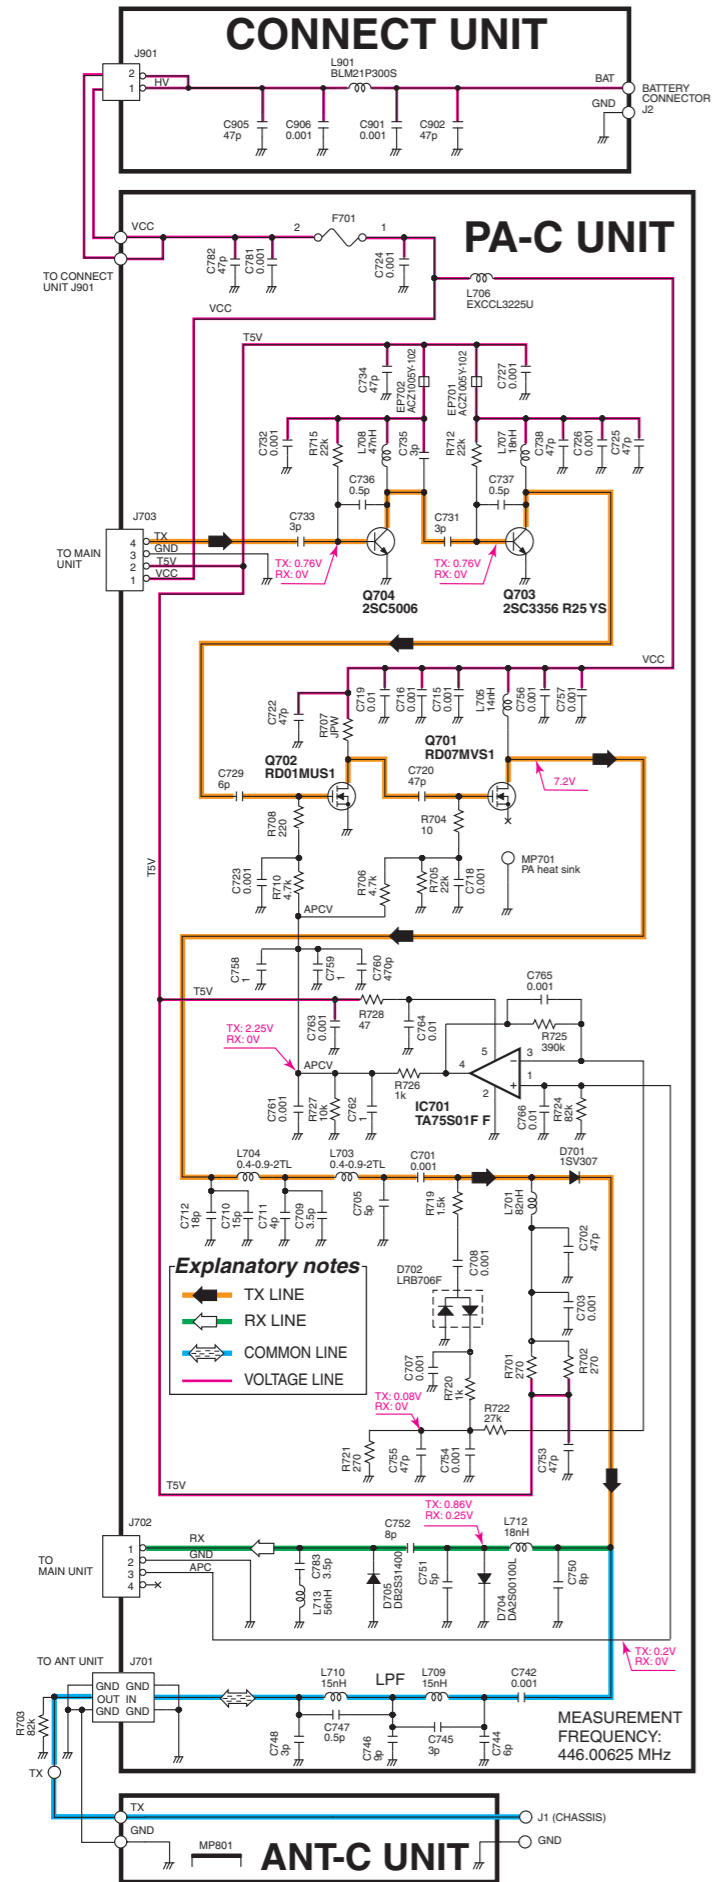 CONNECT UNIT
J901
2
1
HV
L901
BLM21P300S
BAT
GND
BATTERY
CONNECTOR
J2
C905
47p
C906
0.001
C901
0.001
C902
47p
PA-C UNIT
VCC
TO CONNECT
UNIT J901
C782
47p
C781
0.001
2
F701
1
C724
0.001
L706
EXCCL3225U
VCC
T5V
C734
47p
EP702
ACZ1005Y-102
EP701
ACZ1005Y-102
C727
0.001
C732
0.001
R715
22k
L708
47nH
C735
3p
R712
22k
L707
18nH
C738
47p
C726
0.001
C725
47p
C736
0.5p
C737
0.5p
J703
TO MAIN
UNIT
4
3
2
1
TX
GND
T5V
VCC
C733
3p
C731
3p
TX: 0.76V
RX: 0V
TX: 0.76V
RX: 0V
Q704
2SC5006
Q703
2SC3356 R25 YS
VCC
C722
47p
R707
JPW
C719
0.01
C716
0.001
C715
0.001
L705
14nH
C756
0.001
C757
0.001
Q702
RD01MUS1
Q701
RD07MVS1
C729
6p
C720
47p
7.2V
R708
220
R704
10
C723
0.001
R710
4.7k
R706
4.7k
R705
22k
C718
0.001
MP701
PA heat sink
T5V
APCV
C758
1
C759
1
C760
470p
T5V
C763
0.001
R728
47
C764
0.01
C765
0.001
R725
390k
TX: 2.25V
RX: 0V
APCV
C761
0.001
R727
10k
C762
1
R726
1k
4
5
2
3
1
IC701
TA75S01F F
C766
0.01
R724
82k
L704
0.4-0.9-2TL
L703
0.4-0.9-2TL
C701
0.001
D701
1SV307
C712
18p
C710
15p
C711
4p
C709
3.5p
C705
5p
R719
1.5k
L701
82nH
C702
47p
C708
0.001
C703
0.001
Explanatory notes
TX LINE
RX LINE
COMMON LINE
VOLTAGE LINE
D702
LRB706F
C707
0.001
R720
1k
R701
270
R702
270
TX: 0.08V
RX: 0V
R722
27k
R721
270
C755
47p
C754
0.001
C753
47p
T5V
J702
TO
MAIN UNIT
1
2
3
4
RX
GND
APC
C783
3.5p
L713
56nH
D705
DB2S31400
C752
8p
C751
5p
TX: 0.86V
RX: 0.25V
D704
DA2S00100L
L712
18nH
C750
8p
TX: 0.2V
RX: 0V
TO ANT UNIT
J701
GND GND
OUT IN
GND GND
R703
82k
TX
L710
15nH
LPF
L709
15nH
C742
0.001
C748
3p
C747
0.5p
C746
9p
C745
3p
C744
6p
MEASUREMENT
FREQUENCY:
446.00625 MHz
TX
GND
MP801
ANT-C UNIT
J1 (CHASSIS)
GND